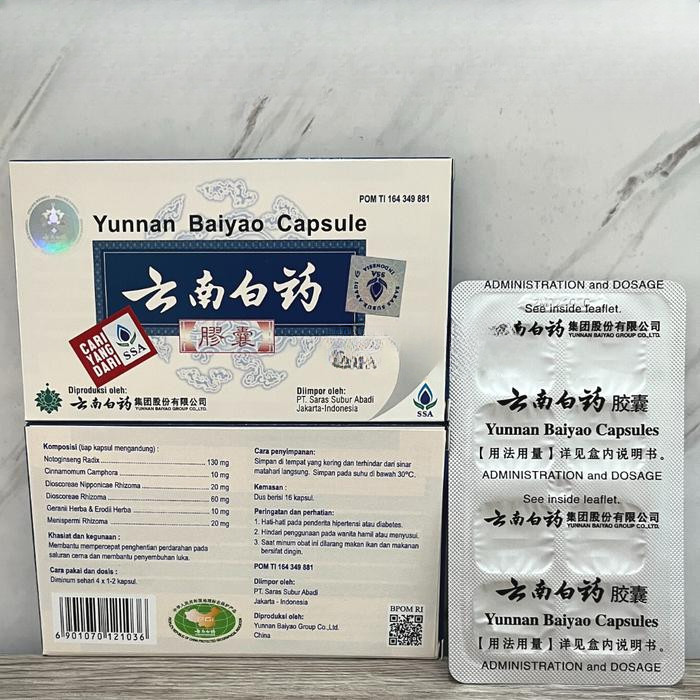 POM TI 164 349 881
Yunnan Baiyao Capsule
云南白药
膠囊
CARI YANG DARI
SSA
Diproduksi oleh:
云南白药集团股份有限公司
YUNNAN BAIYAO GROUP CO.,LTD.
Diimpor oleh:
PT. Saras Subur Abadi
Jakarta-Indonesia
SSA
Komposisi (tiap kapsul mengandung) :
Notoginseng Radix 130 mg
Cinnamomum Camphora 10 mg
Dioscoreae Nipponicae Rhizoma 20 mg
Dioscoreae Rhizoma 60 mg
Geranii Herba & Erodii Herba 10 mg
Menispermi Rhizoma 20 mg
Khasiat dan kegunaan :
Membantu mempercepat penghentian perdarahan pada
saluran cerna dan membantu penyembuhan luka.
Cara pakai dan dosis :
Diminum sehari 4 x 1-2 kapsul.
6 901070 121036
Cara penyimpanan:
Simpan di tempat yang kering dan terhindar dari sinar
matahari langsung. Simpan pada suhu di bawah 30°C.
Kemasan :
Dus berisi 16 kapsul.
Peringatan dan perhatian:
1. Hati-hati pada penderita hipertensi atau diabetes.
2. Hindari penggunaan pada wanita hamil atau menyusui.
3. Saat minum obat ini dilarang makan ikan dan makanan
bersifat dingin.
POM TI 164 349 881
Diimpor oleh:
PT. Saras Subur Abadi
Jakarta - Indonesia
Diproduksi oleh:
Yunnan Baiyao Group Co.,Ltd.
China
BPOM RI
ADMINISTRATION and DOSAGE
See inside leaflet.
南白药集团股份有限公司
YUNNAN BAIYAO GROUP CO.,LTD.
云南白药胶囊
Yunnan Baiyao Capsules
【用法用量】详见盒内说明书。
ADMINISTRATION and DOSAGE
See inside leaflet.
云南白药集团股份有限公司
YUNNAN BAIYAO GROUP CO.,LTD.
云南白药胶囊
Yunnan Baiyao Capsules
【用法用量】详见盒内说明书。
ADMINISTRATION and DOSAGE